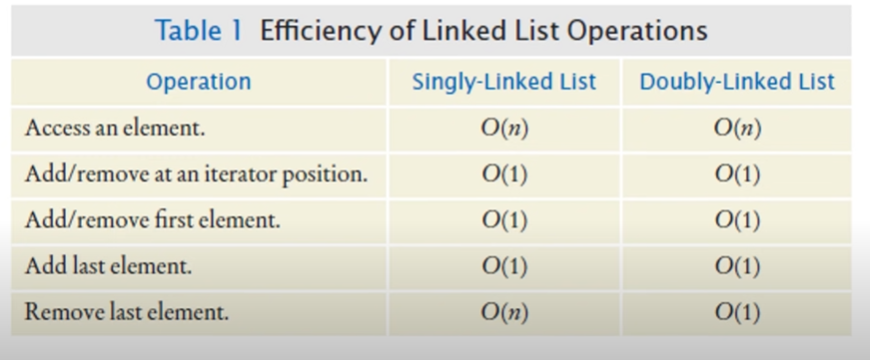 Table 1 Efficiency of Linked List Operations
Operation Singly-Linked List Doubly-Linked List
Access an element. O(n) O(n)
Add/remove at an iterator position. O(1) O(1)
Add/remove first element. O(1) O(1)
Add last element. O(1) O(1)
Remove last element. O(n) O(1)